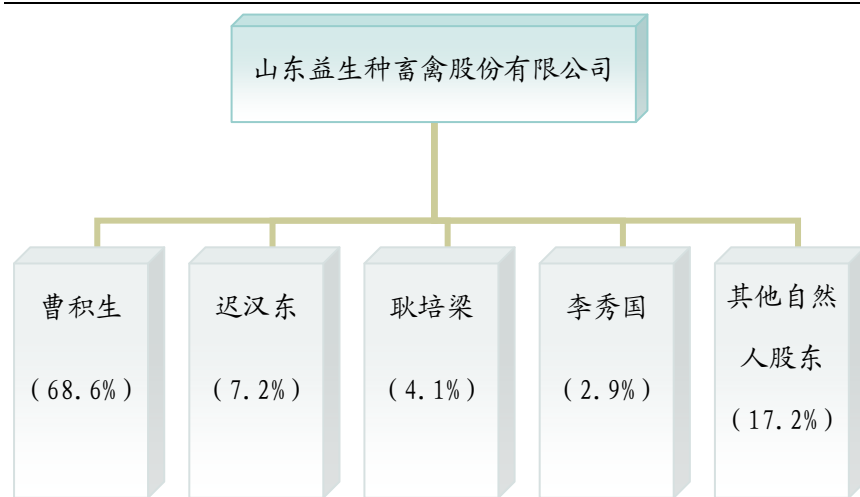 山东益生种畜禽股份有限公司
曹积生
(68.6%)
迟汉东
(7.2%)
耿培梁
(4.1%)
李秀国
(2.9%)
其他自然
人股东
(17.2%)